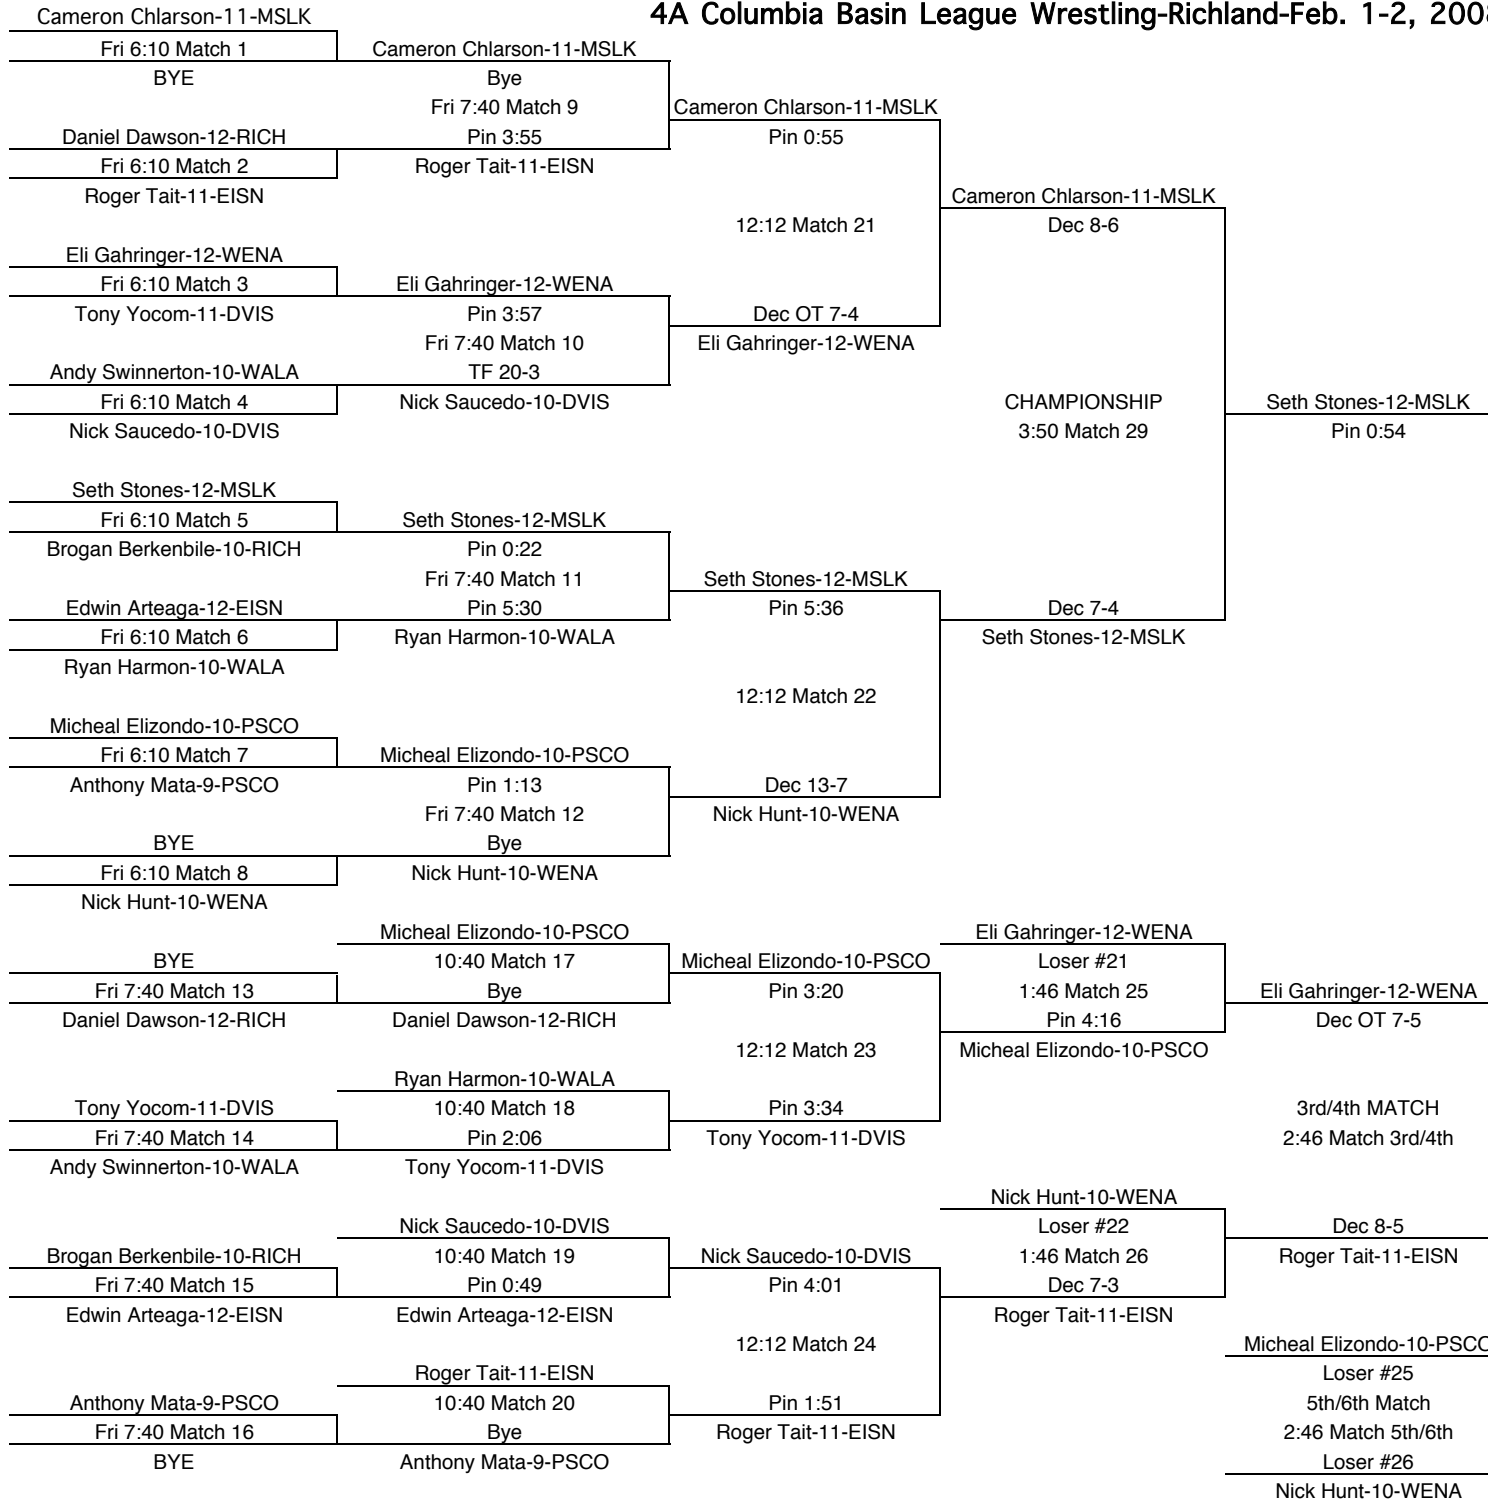 4A Columbia Basin League Wrestling-Richland-Feb. 1-2, 2008
Cameron Chlarson-11-MSLK
Fri 6:10 Match 1
BYE
Daniel Dawson-12-RICH
Fri 6:10 Match 2
Roger Tait-11-EISN
Eli Gahringer-12-WENA
Fri 6:10 Match 3
Tony Yocom-11-DVIS
Andy Swinnerton-10-WALA
Fri 6:10 Match 4
Nick Saucedo-10-DVIS
Seth Stones-12-MSLK
Fri 6:10 Match 5
Brogan Berkenbile-10-RICH
Edwin Arteaga-12-EISN
Fri 6:10 Match 6
Ryan Harmon-10-WALA
Micheal Elizondo-10-PSCO
Fri 6:10 Match 7
Anthony Mata-9-PSCO
BYE
Fri 6:10 Match 8
Nick Hunt-10-WENA
Cameron Chlarson-11-MSLK
Bye
Fri 7:40 Match 9
Pin 3:55
Roger Tait-11-EISN
Eli Gahringer-12-WENA
Pin 3:57
Fri 7:40 Match 10
TF 20-3
Nick Saucedo-10-DVIS
Seth Stones-12-MSLK
Pin 0:22
Fri 7:40 Match 11
Pin 5:30
Ryan Harmon-10-WALA
Micheal Elizondo-10-PSCO
Pin 1:13
Fri 7:40 Match 12
Bye
Nick Hunt-10-WENA
Cameron Chlarson-11-MSLK
Pin 0:55
12:12 Match 21
Dec OT 7-4
Eli Gahringer-12-WENA
Seth Stones-12-MSLK
Pin 5:36
12:12 Match 22
Dec 13-7
Nick Hunt-10-WENA
Cameron Chlarson-11-MSLK
Dec 8-6
CHAMPIONSHIP
3:50 Match 29
Dec 7-4
Seth Stones-12-MSLK
Seth Stones-12-MSLK
Pin 0:54
BYE
Fri 7:40 Match 13
Daniel Dawson-12-RICH
Tony Yocom-11-DVIS
Fri 7:40 Match 14
Andy Swinnerton-10-WALA
Brogan Berkenbile-10-RICH
Fri 7:40 Match 15
Edwin Arteaga-12-EISN
Anthony Mata-9-PSCO
Fri 7:40 Match 16
BYE
Micheal Elizondo-10-PSCO
10:40 Match 17
Bye
Daniel Dawson-12-RICH
Ryan Harmon-10-WALA
10:40 Match 18
Pin 2:06
Tony Yocom-11-DVIS
Nick Saucedo-10-DVIS
10:40 Match 19
Pin 0:49
Edwin Arteaga-12-EISN
Roger Tait-11-EISN
10:40 Match 20
Bye
Anthony Mata-9-PSCO
Micheal Elizondo-10-PSCO
Pin 3:20
12:12 Match 23
Pin 3:34
Tony Yocom-11-DVIS
Nick Saucedo-10-DVIS
Pin 4:01
12:12 Match 24
Pin 1:51
Roger Tait-11-EISN
Eli Gahringer-12-WENA
Loser #21
1:46 Match 25
Pin 4:16
Micheal Elizondo-10-PSCO
Nick Hunt-10-WENA
Loser #22
1:46 Match 26
Dec 7-3
Roger Tait-11-EISN
Eli Gahringer-12-WENA
Dec OT 7-5
3rd/4th MATCH
2:46 Match 3rd/4th
Dec 8-5
Roger Tait-11-EISN
Micheal Elizondo-10-PSCO
Loser #25
5th/6th Match
2:46 Match 5th/6th
Loser #26
Nick Hunt-10-WENA